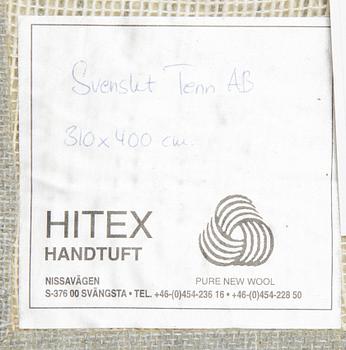 Svenskt Tenn AB
310 x 400 cm.
HITEX
HANDTUFT
PURE NEW WOOL
NISSAVÄGEN
S-376 00 SVÄNGSTA • TEL. +46-(0)454-236 16 • +46-(0)454-228 50